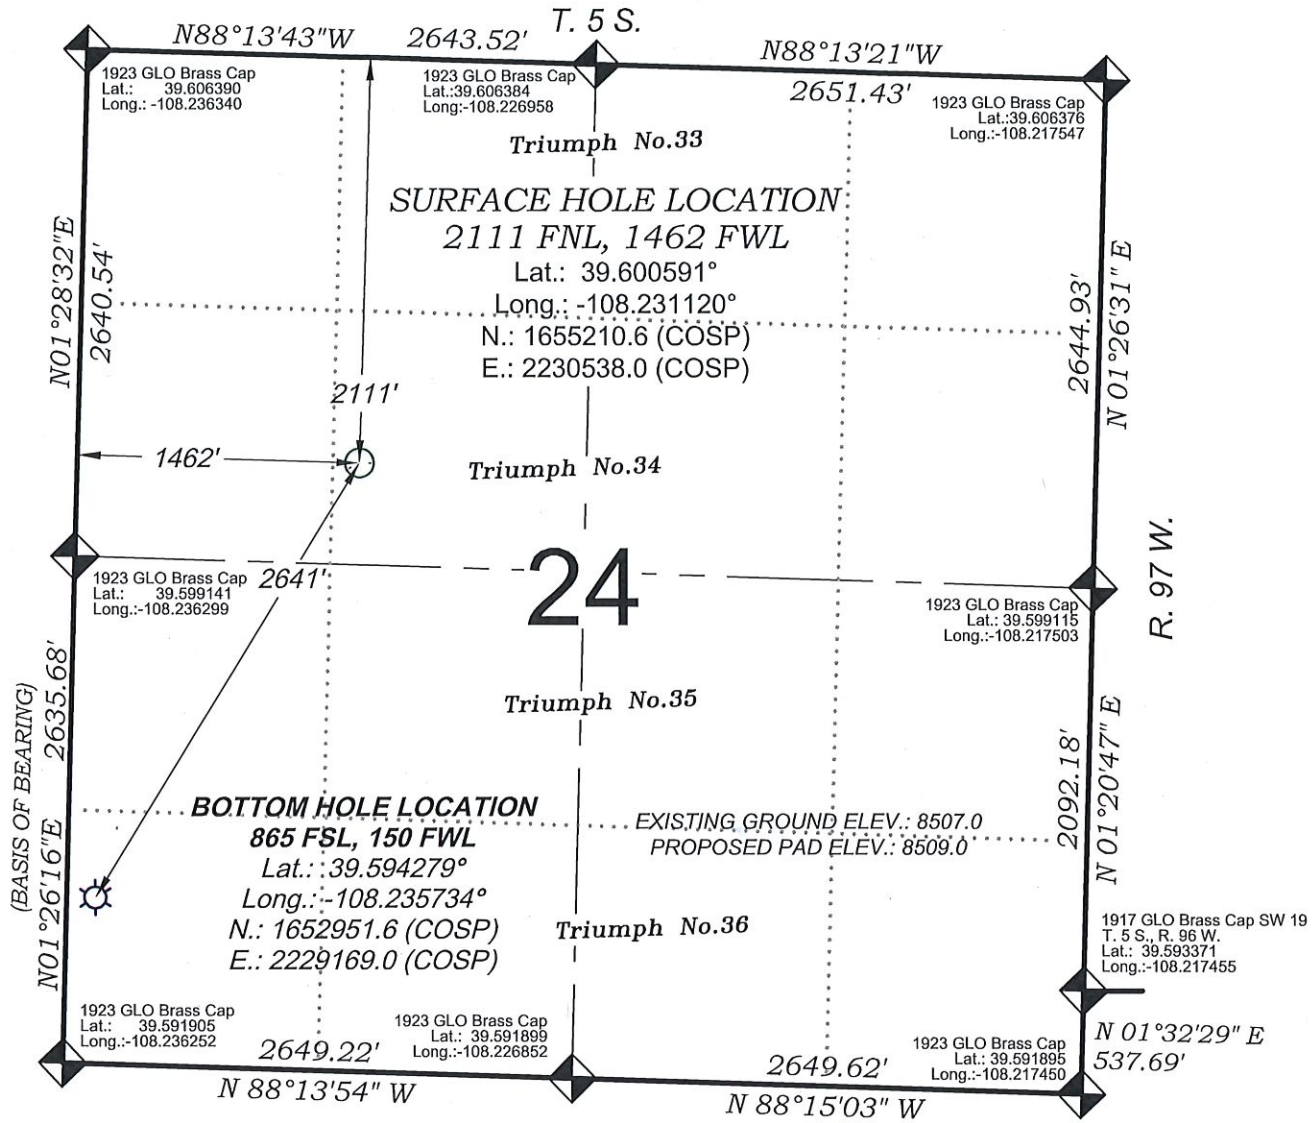 T. 5 S.
N88°13'43"W 2643.52'
N88°13'21"W
2651.43'
1923 GLO Brass Cap
Lat.: 39.606390
Long.: -108.236340
1923 GLO Brass Cap
Lat.:39.606384
Long:-108.226958
1923 GLO Brass Cap
Lat.:39.606376
Long.:-108.217547
Triumph No.33
SURFACE HOLE LOCATION
2111 FNL, 1462 FWL
Lat.: 39.600591°
Long.: -108.231120°
N.: 1655210.6 (COSP)
E.: 2230538.0 (COSP)
N01°28'32"E
2640.54'
2644.93'
N 01°26'31" E
2111'
1462'
Triumph No.34
24
R. 97 W.
1923 GLO Brass Cap
Lat.: 39.599141
Long.:-108.236299
2641'
1923 GLO Brass Cap
Lat.: 39.599115
Long.:-108.217503
Triumph No.35
(BASIS OF BEARING)
N01°26'16"E
2635.68'
2092.18'
N 01°20'47" E
BOTTOM HOLE LOCATION
865 FSL, 150 FWL
Lat.: 39.594279°
Long.: -108.235734°
N.: 1652951.6 (COSP)
E.: 2229169.0 (COSP)
EXISTING GROUND ELEV.: 8507.0
PROPOSED PAD ELEV.: 8509.0
Triumph No.36
1917 GLO Brass Cap SW 19
T. 5 S., R. 96 W.
Lat.: 39.593371
Long.:-108.217455
1923 GLO Brass Cap
Lat.: 39.591905
Long.:-108.236252
1923 GLO Brass Cap
Lat.: 39.591899
Long.:-108.226852
1923 GLO Brass Cap
Lat.: 39.591895
Long.:-108.217450
N 01°32'29" E
537.69'
2649.22'
N 88°13'54" W
2649.62'
N 88°15'03" W